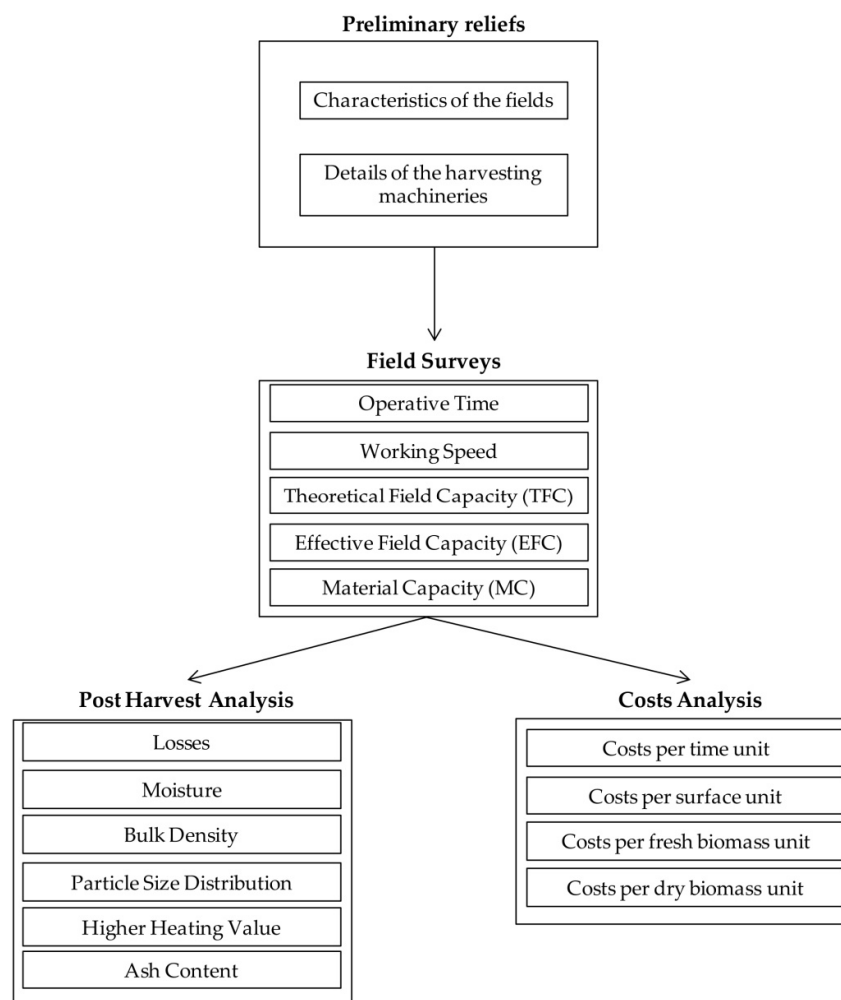 Preliminary reliefs
Characteristics of the fields
Details of the harvesting
machineries
Field Surveys
Operative Time
Working Speed
Theoretical Field Capacity (TFC)
Effective Field Capacity (EFC)
Material Capacity (MC)
Post Harvest Analysis
Losses
Moisture
Bulk Density
Particle Size Distribution
Higher Heating Value
Ash Content
Costs Analysis
Costs per time unit
Costs per surface unit
Costs per fresh biomass unit
Costs per dry biomass unit